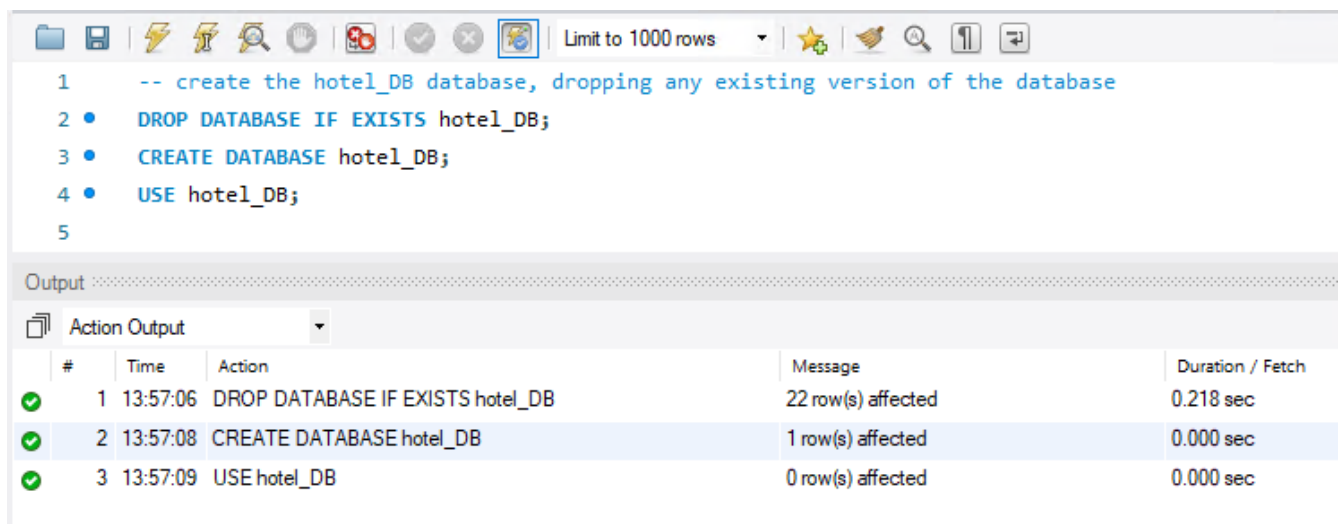 Limit to 1000 rows
1 -- create the hotel_DB database, dropping any existing version of the database
2 DROP DATABASE IF EXISTS hotel_DB;
3 CREATE DATABASE hotel_DB;
4 USE hotel_DB;
5
Output
Action Output
# Time Action Message Duration / Fetch
1 13:57:06 DROP DATABASE IF EXISTS hotel_DB 22 row(s) affected 0.218 sec
2 13:57:08 CREATE DATABASE hotel_DB 1 row(s) affected 0.000 sec
3 13:57:09 USE hotel_DB 0 row(s) affected 0.000 sec